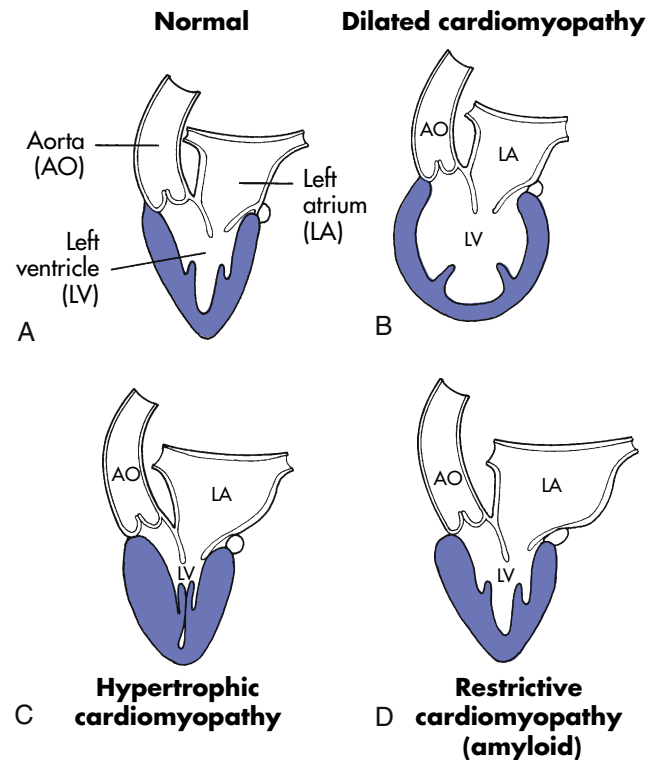 Normal
Dilated cardiomyopathy
Aorta
(AO)
Left
atrium
(LA)
Left
ventricle
(LV)
A
AO
LA
LV
B
AO
LA
LV
Hypertrophic
cardiomyopathy
C
AO
LA
LV
Restrictive
cardiomyopathy
(amyloid)
D